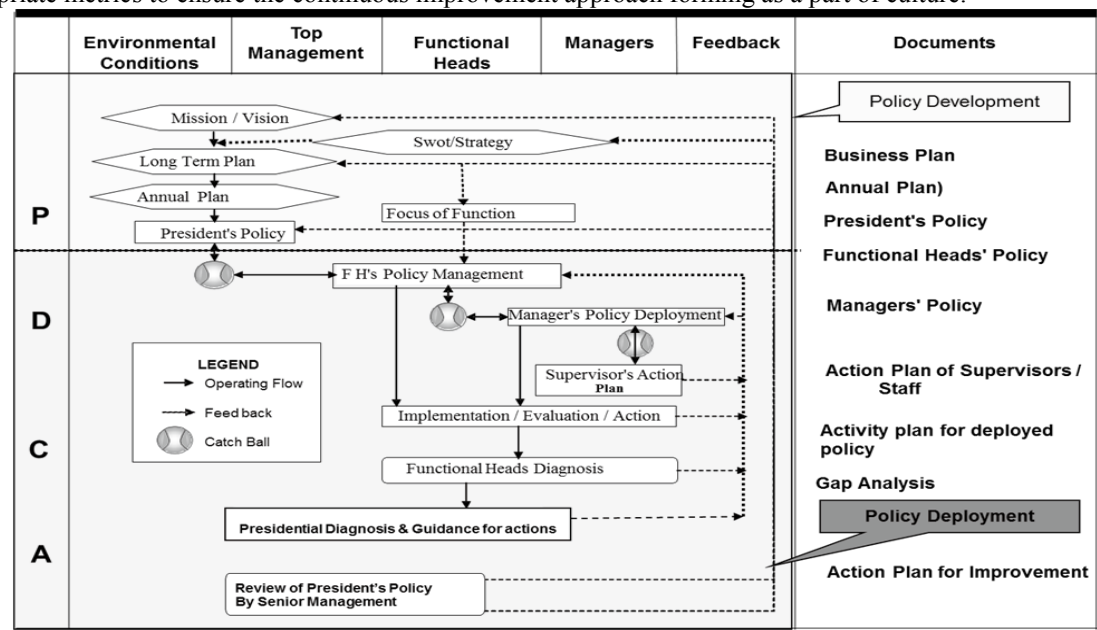 priate metrics to ensure the continuous improvement approach forming as a part of culture.
Environmental
Conditions
Top
Management
Functional
Heads
Managers
Feedback
Documents
P
D
C
A
Mission / Vision
Swot/Strategy
Long Term Plan
Annual Plan
Focus of Function
President's Policy
F H's Policy Management
Manager's Policy Deployment
Supervisor's Action
Plan
Implementation / Evaluation / Action
Functional Heads Diagnosis
Presidential Diagnosis & Guidance for actions
Review of President's Policy
By Senior Management
LEGEND
Operating Flow
Feed back
Catch Ball
Policy Development
Business Plan
Annual Plan)
President's Policy
Functional Heads' Policy
Managers' Policy
Action Plan of Supervisors /
Staff
Activity plan for deployed
policy
Gap Analysis
Policy Deployment
Action Plan for Improvement